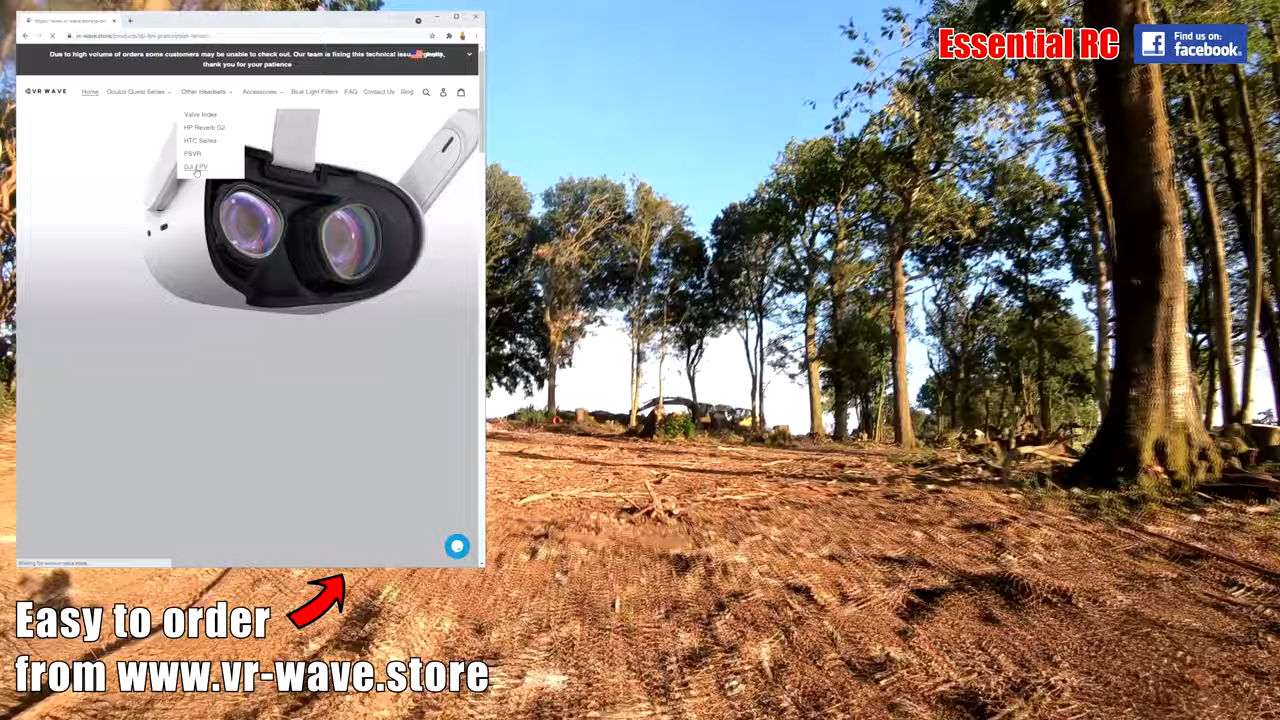 Essential RC
Find us on:
facebook
Due to high volume of orders some customers may be unable to check out. Our team is fixing this technical
thank you for your patience
VR WAVE
Home
Oculus Quest Series
Other Headsets
Accessories
Blue Light Filters
FAQ
Contact Us
Blog
Valve Index
HP Reverb G2
HTC Series
PSVR
DJI FPV
Easy to order
from www.vr-wave.store